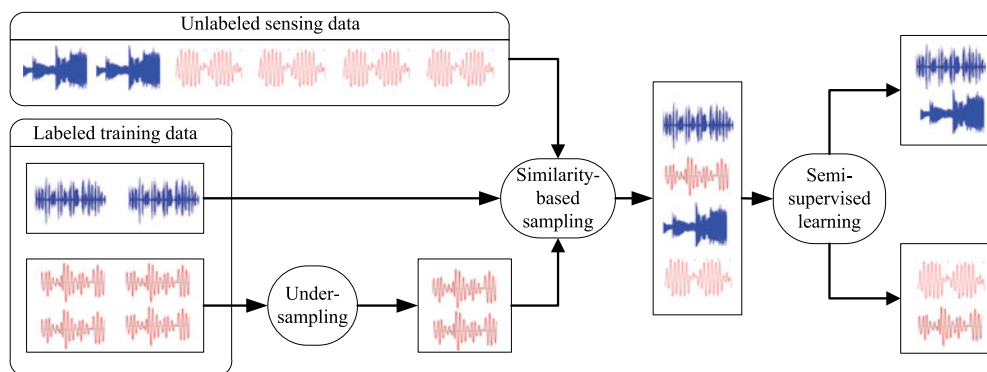 Unlabeled sensing data
Labeled training data
Similarity-
based
sampling
Semi-
supervised
learning
Under-
sampling